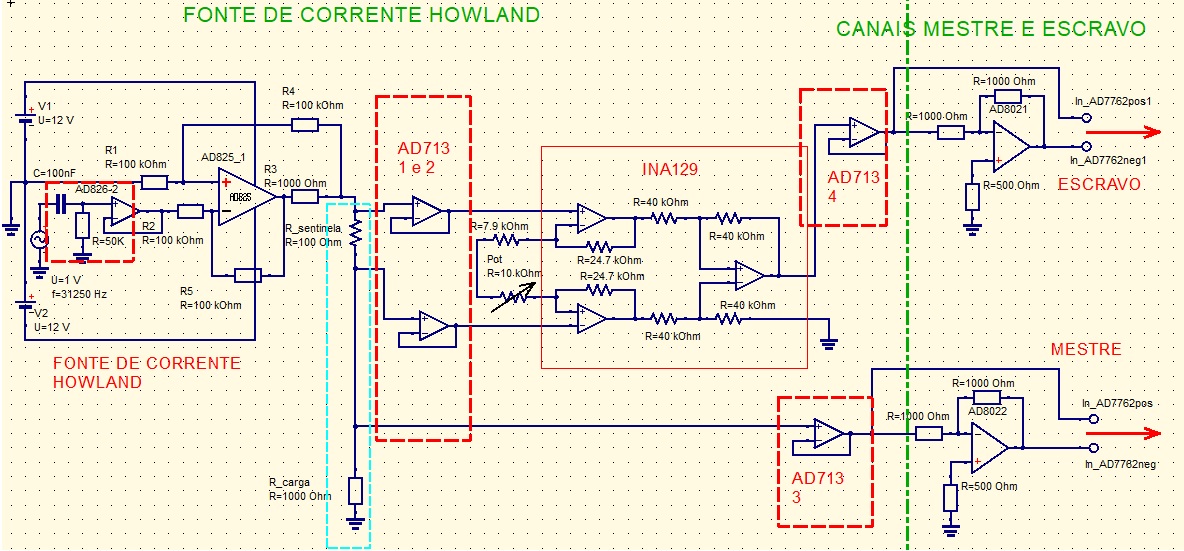 FONTE DE CORRENTE HOWLAND
CANAIS MESTRE E ESCRAVO
V1
U=12 V
R4
R=100 kOhm
R1
R=100 kOhm
AD825_1
AD825
C=100nF
AD826-2
R=50K
R2
R=100 kOhm
R3
R=1000 Ohm
R_sentinela
R=100 Ohm
U=1 V
f=31250 Hz
R5
R=100 kOhm
V2
U=12 V
FONTE DE CORRENTE
HOWLAND
AD713
1 e 2
R=7.9 kOhm
Pot
R=10 kOhm
INA129
R=40 kOhm
R=40 kOhm
R=24.7 kOhm
R=24.7 kOhm
R=40 kOhm
R=40 kOhm
AD713
4
R=1000 Ohm
R=1000 Ohm
AD8021
R=500 Ohm
In_AD7762pos1
In_AD7762neg1
ESCRAVO
MESTRE
R_carga
R=1000 Ohm
AD713
3
R=1000 Ohm
R=1000 Ohm
AD8022
R=500 Ohm
In_AD7762pos
In_AD7762neg